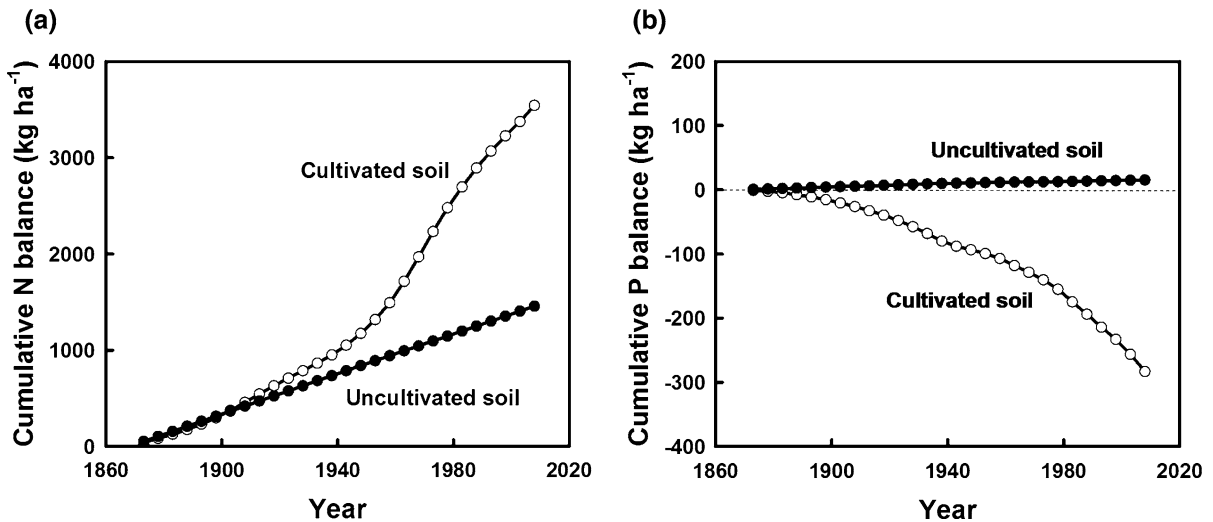 (a)
Cumulative N balance (kg ha⁻¹)
4000
3000
2000
1000
0
Cultivated soil
Uncultivated soil
1860 1900 1940 1980 2020
Year
(b)
Cumulative P balance (kg ha⁻¹)
200
100
0
-100
-200
-300
-400
Uncultivated soil
Cultivated soil
1860 1900 1940 1980 2020
Year